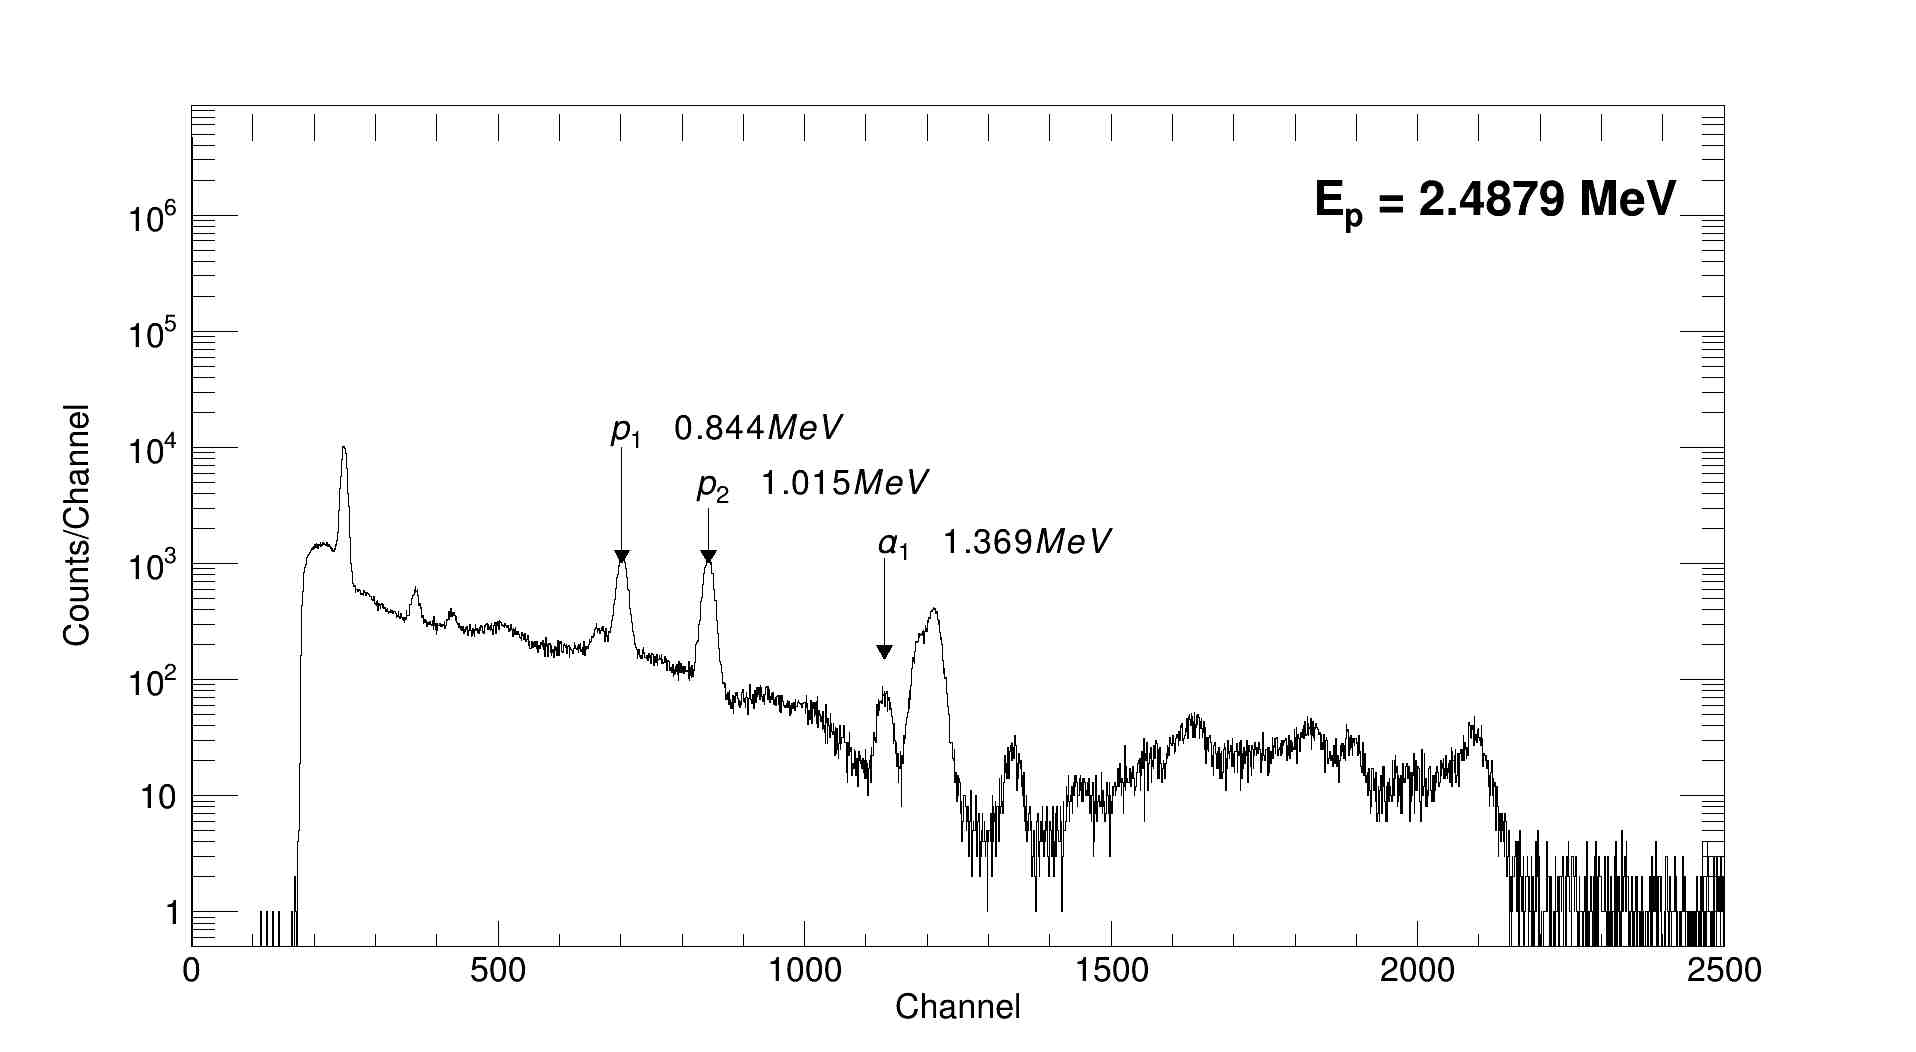 E_p = 2.4879 MeV
10^6
10^5
10^4
10^3
10^2
10
1
Counts/Channel
p_1 0.844MeV
p_2 1.015MeV
α_1 1.369MeV
0 500 1000 1500 2000 2500
Channel